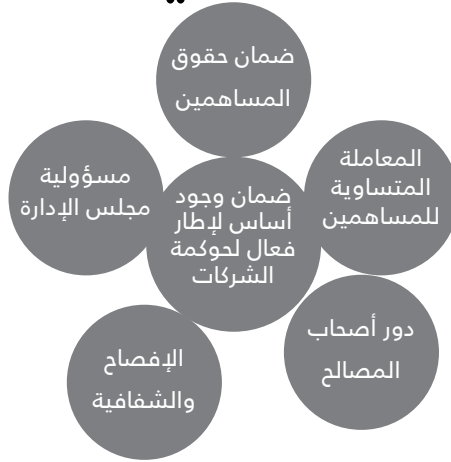 ضمان حقوق
المساهمين
المعاملة
المتساوية
للمساهمين
ضمان وجود
أساس لإطار
فعال لحوكمة
الشركات
مسؤولية
مجلس الإدارة
دور أصحاب
المصالح
الإفصاح
والشفافية